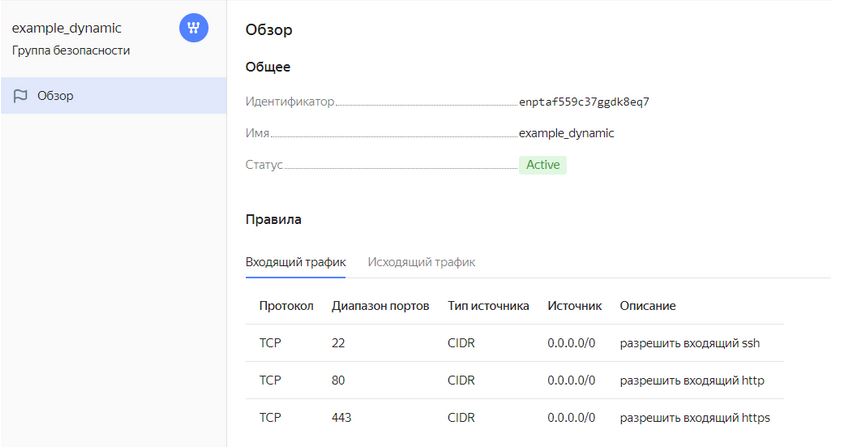 example_dynamic
Группа безопасности
Обзор
Обзор
Общее
Идентификатор enptaf559c37ggdk8eq7
Имя example_dynamic
Статус Active
Правила
Входящий трафик Исходящий трафик
Протокол Диапазон портов Тип источника Источник Описание
TCP 22 CIDR 0.0.0.0/0 разрешить входящий ssh
TCP 80 CIDR 0.0.0.0/0 разрешить входящий http
TCP 443 CIDR 0.0.0.0/0 разрешить входящий https